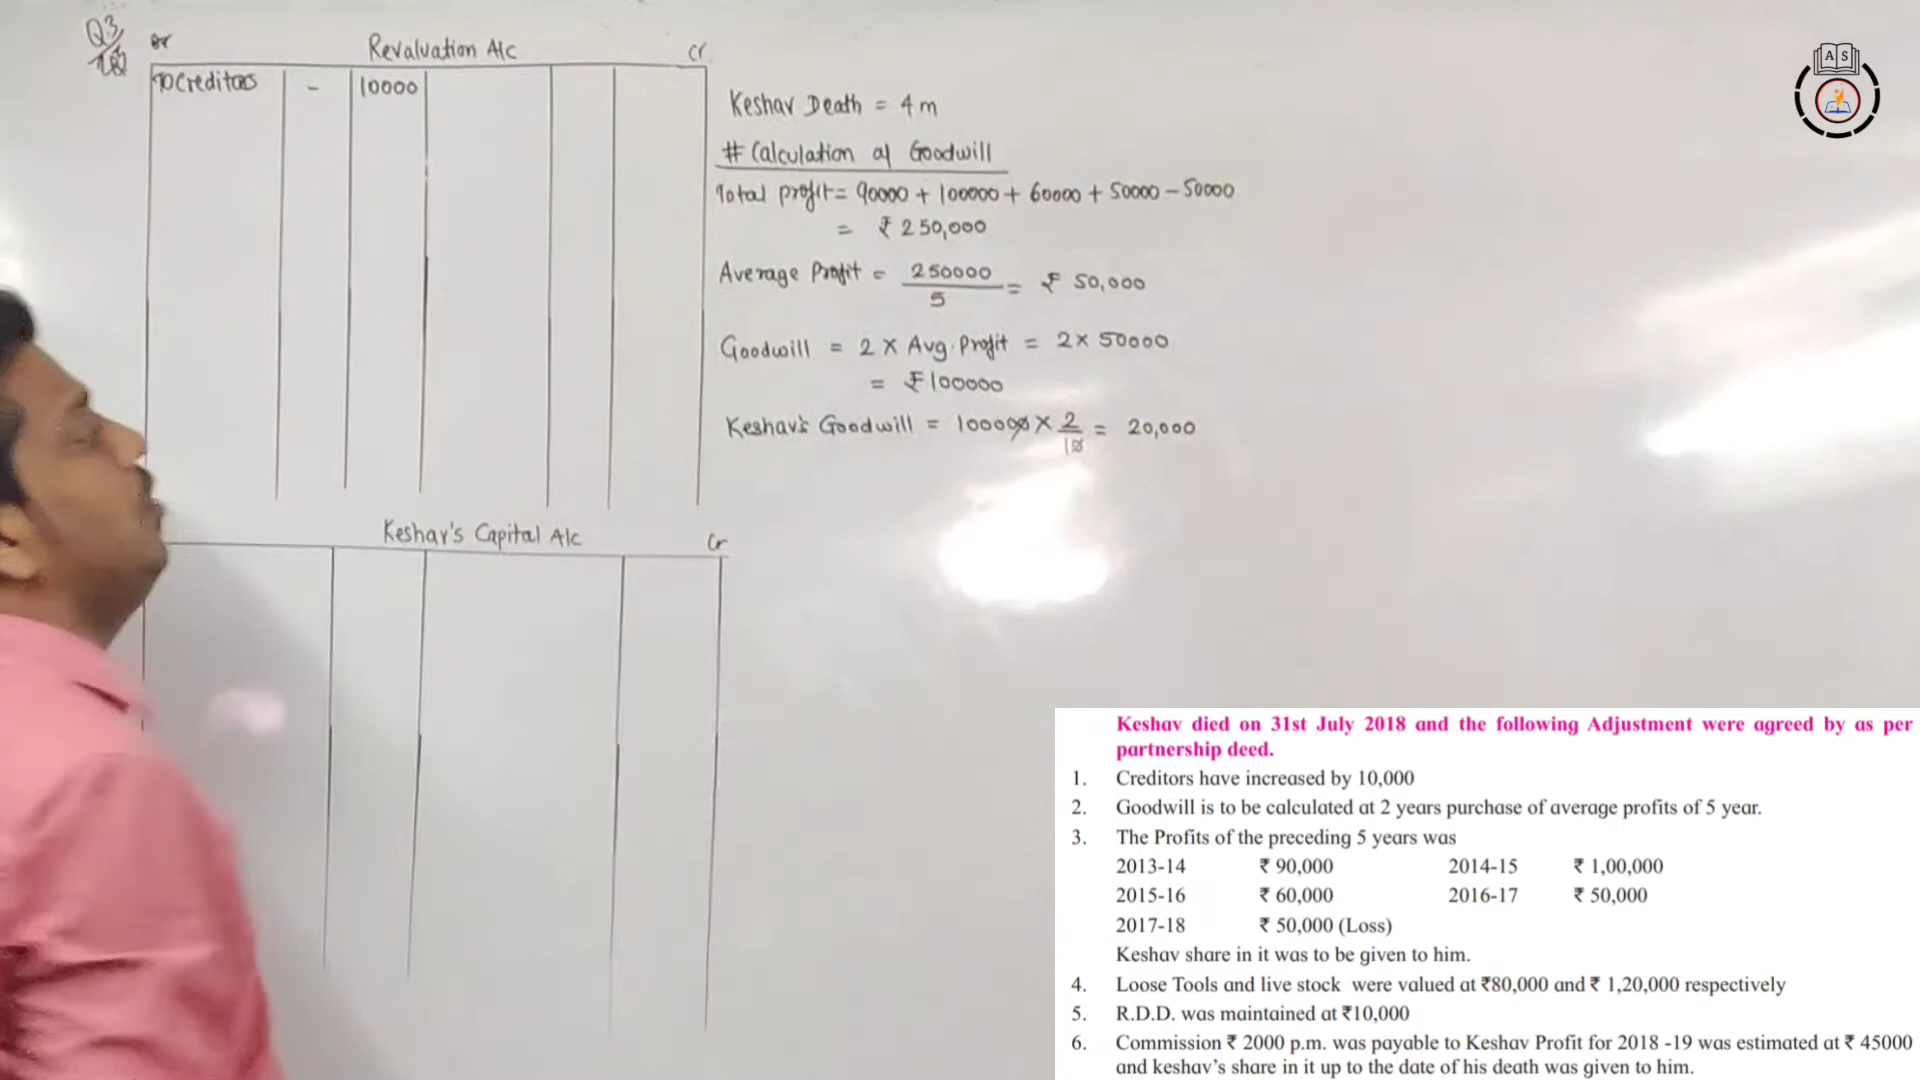 Q3
Dr Revaluation A/c Cr
To Creditors - 10000
Keshav Death = 4 m
# Calculation of Goodwill
Total profit = 90000 + 100000 + 60000 + 50000 - 50000
= ₹ 250,000
Average Profit = 250000 / 5 = ₹ 50,000
Goodwill = 2 x Avg. Profit = 2 x 50000
= ₹ 100000
Keshav's Goodwill = 100000 x 2/10 = 20,000
Keshav's Capital A/c Cr
A S
Keshav died on 31st July 2018 and the following Adjustment were agreed by as per
partnership deed.
1. Creditors have increased by 10,000
2. Goodwill is to be calculated at 2 years purchase of average profits of 5 year.
3. The Profits of the preceding 5 years was
2013-14 ₹ 90,000 2014-15 ₹ 1,00,000
2015-16 ₹ 60,000 2016-17 ₹ 50,000
2017-18 ₹ 50,000 (Loss)
Keshav share in it was to be given to him.
4. Loose Tools and live stock were valued at ₹80,000 and ₹ 1,20,000 respectively
5. R.D.D. was maintained at ₹10,000
6. Commission ₹ 2000 p.m. was payable to Keshav Profit for 2018 -19 was estimated at ₹ 45000
and keshav's share in it up to the date of his death was given to him.